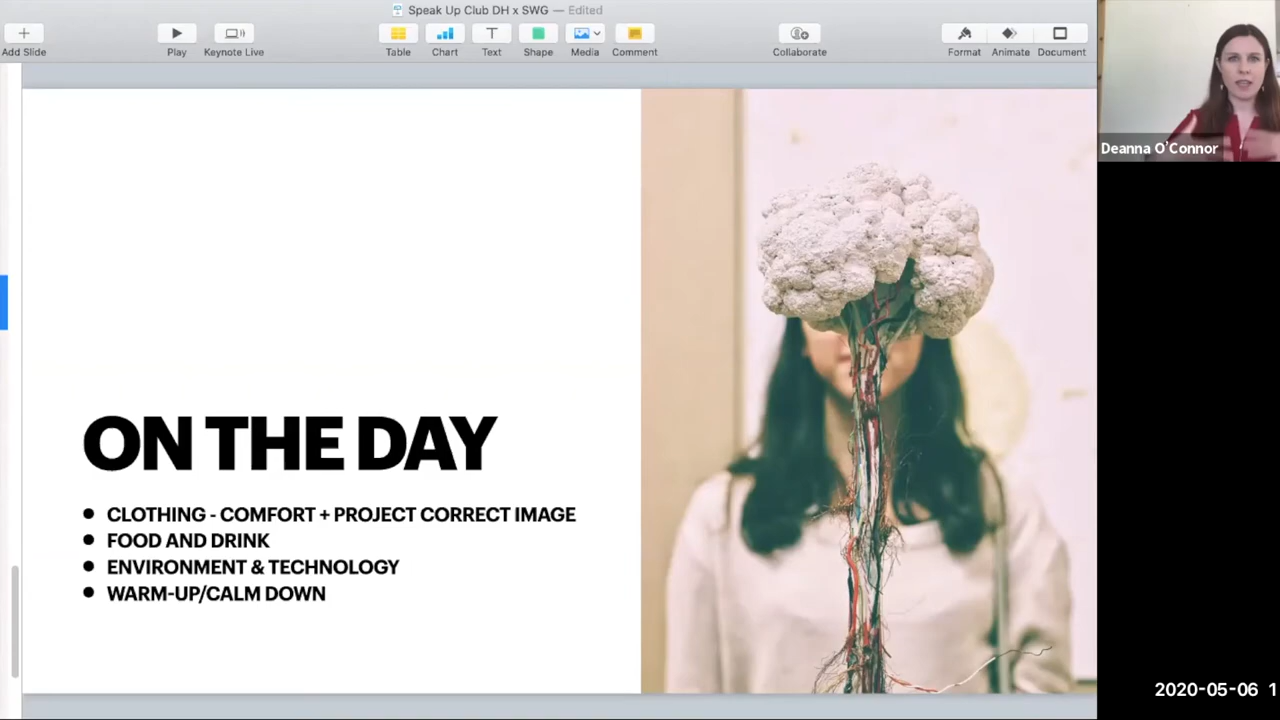 Speak Up Club DH x SWG — Edited
Add Slide
Play
Keynote Live
Table
Chart
Text
Shape
Media
Comment
Collaborate
Format
Animate
Document
Deanna O'Connor
ON THE DAY
CLOTHING - COMFORT + PROJECT CORRECT IMAGE
FOOD AND DRINK
ENVIRONMENT & TECHNOLOGY
WARM-UP/CALM DOWN
2020-05-06 1